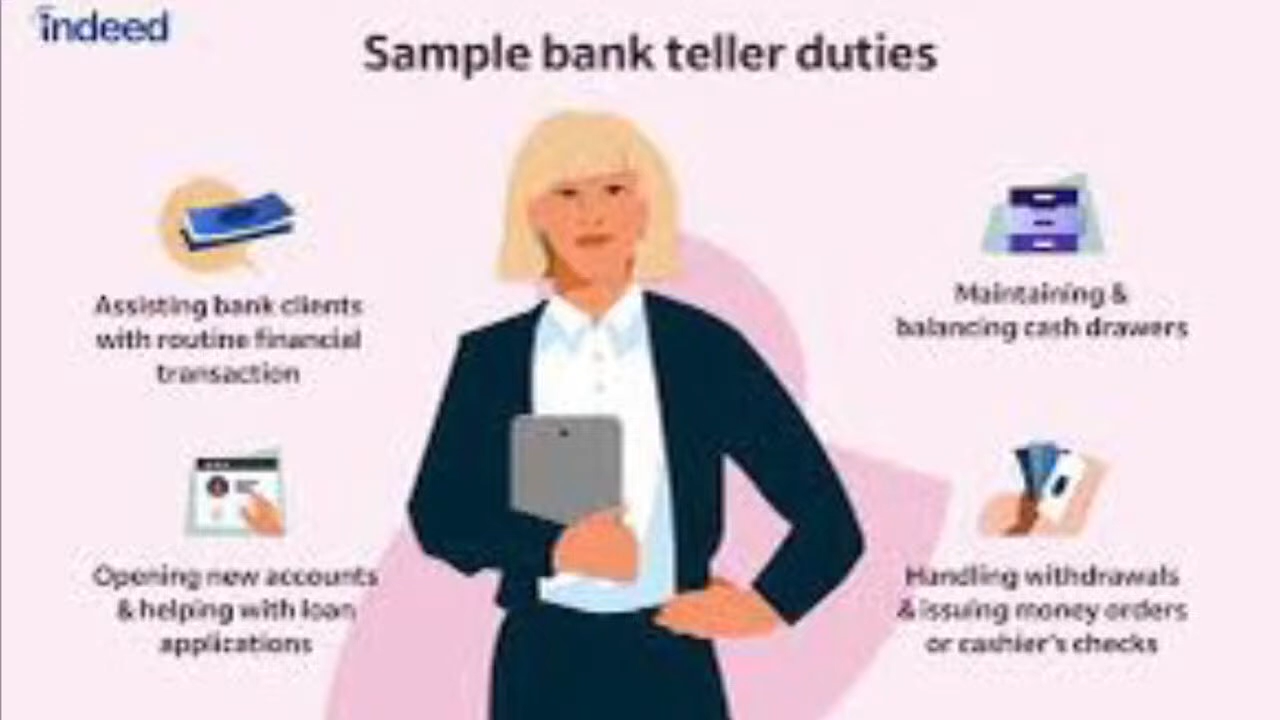 indeed
Sample bank teller duties
Assisting bank clients
with routine financial
transaction
Maintaining &
balancing cash drawers
Opening new accounts
& helping with loan
applications
Handling withdrawals
& issuing money orders
or cashier's checks